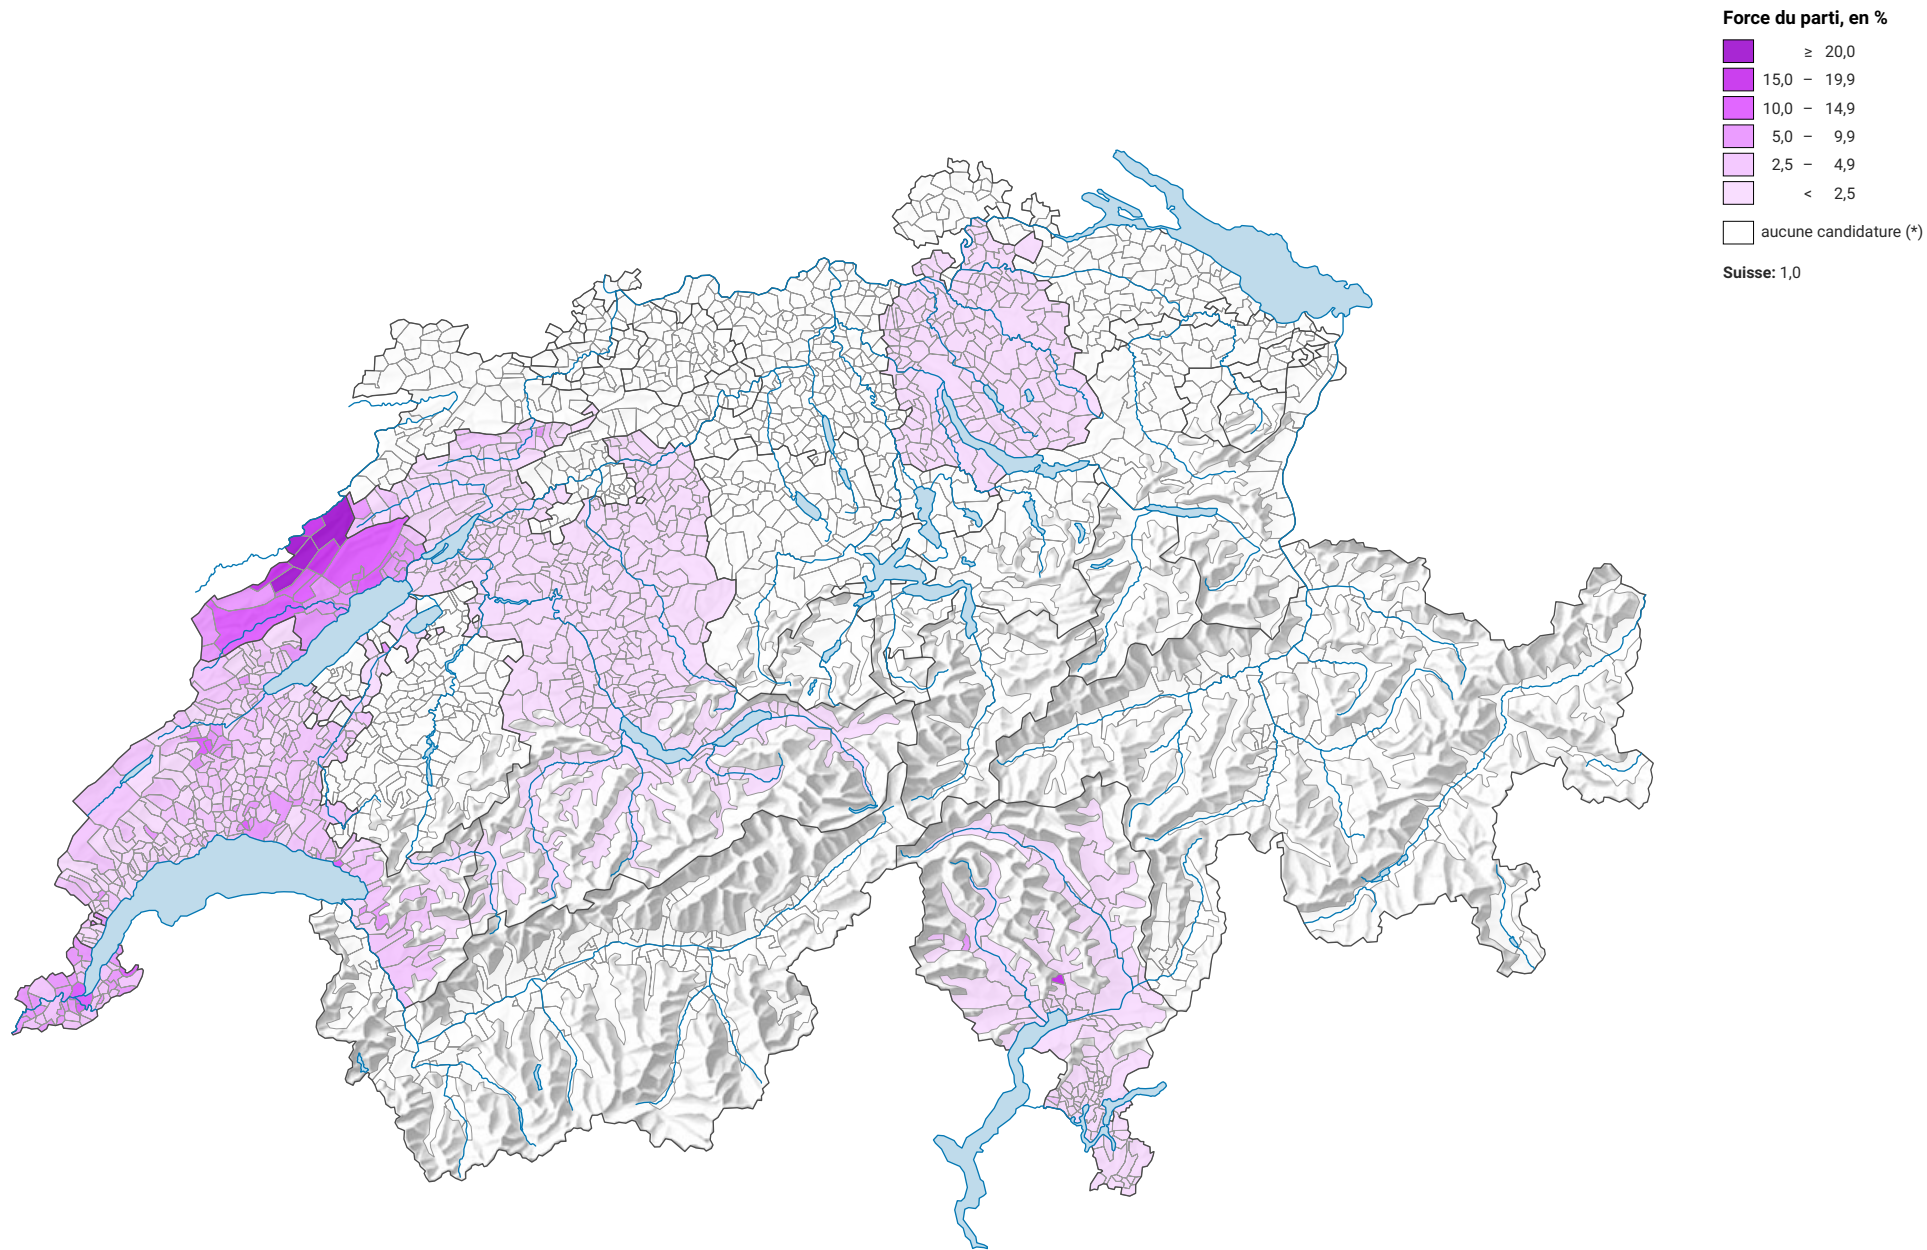 Force du parti, en %
≥ 20,0
15,0 – 19,9
10,0 – 14,9
5,0 – 9,9
2,5 – 4,9
< 2,5
aucune candidature (*)
Suisse: 1,0